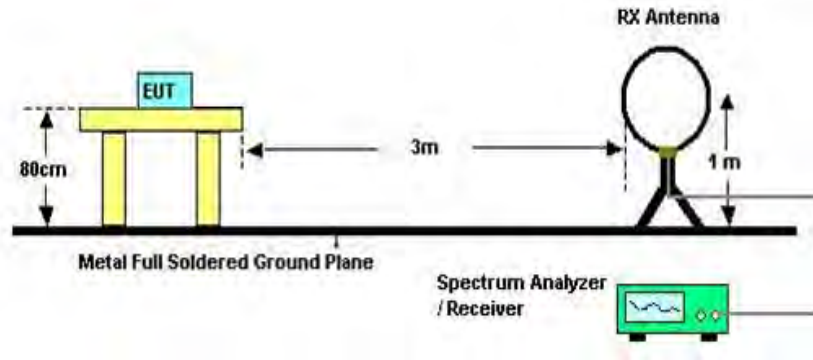 RX Antenna
EUT
3m
80cm
1 m
Metal Full Soldered Ground Plane
Spectrum Analyzer
/ Receiver